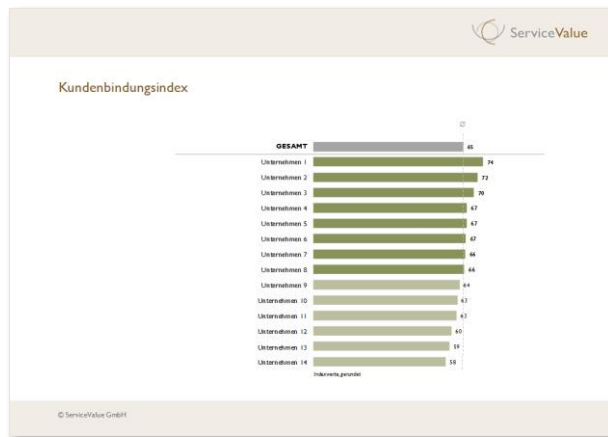 ServiceValue
Kundenbindungsindex
Ø
GESAMT 65
Unternehmen 1 74
Unternehmen 2 72
Unternehmen 3 70
Unternehmen 4 67
Unternehmen 5 67
Unternehmen 6 67
Unternehmen 7 66
Unternehmen 8 66
Unternehmen 9 64
Unternehmen 10 63
Unternehmen 11 63
Unternehmen 12 60
Unternehmen 13 59
Unternehmen 14 58
Indexwerte, gerundet
© ServiceValue GmbH